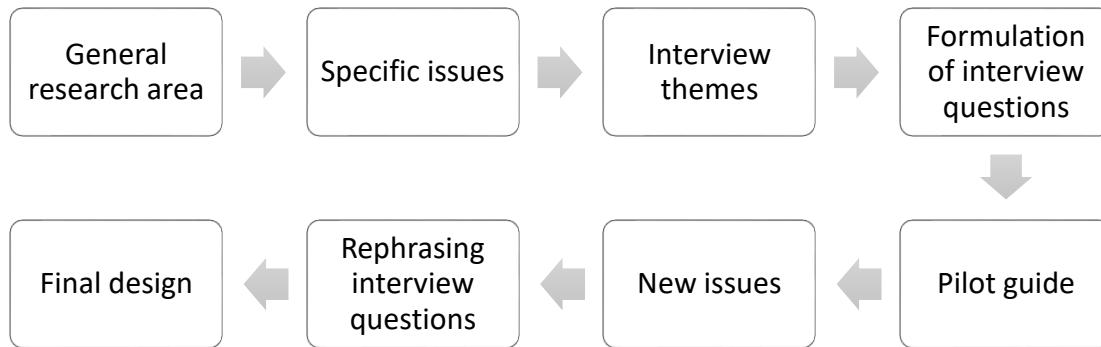 General
research area
Specific issues
Interview
themes
Formulation
of interview
questions
Pilot guide
New issues
Rephrasing
interview
questions
Final design